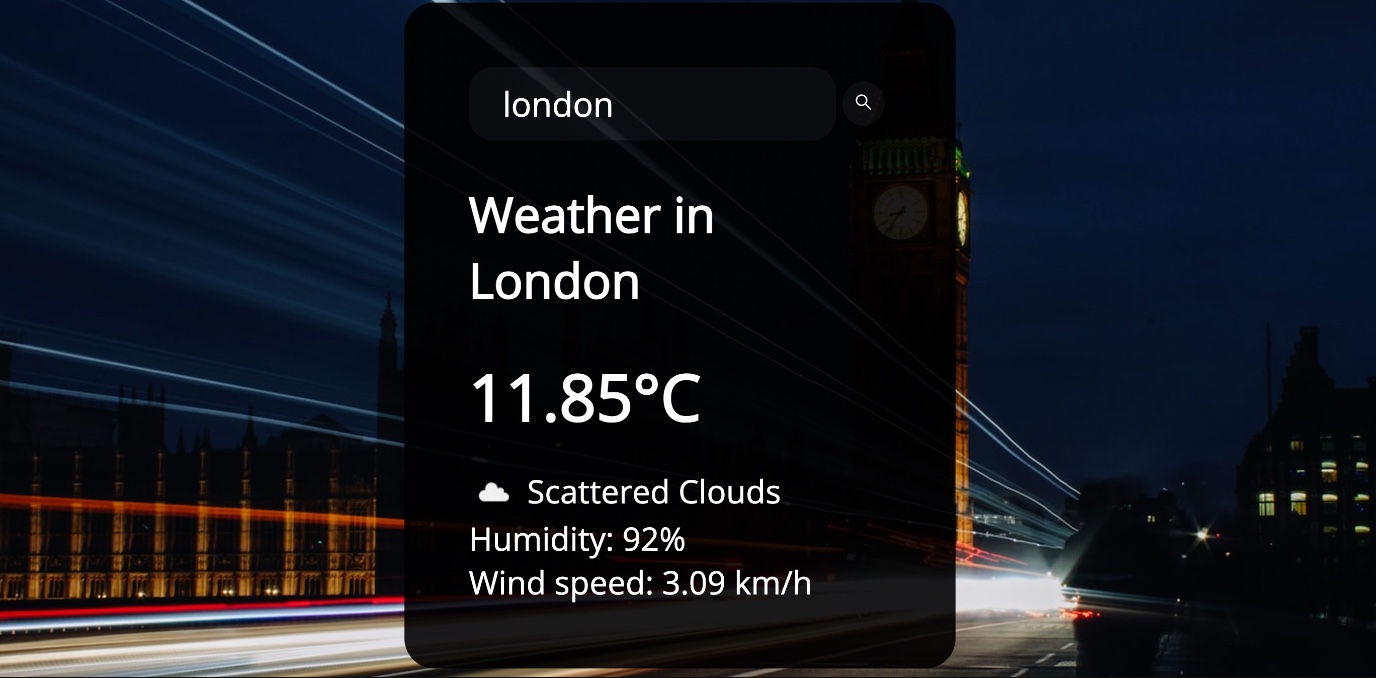 london
Weather in
London
11.85°C
Scattered Clouds
Humidity: 92%
Wind speed: 3.09 km/h